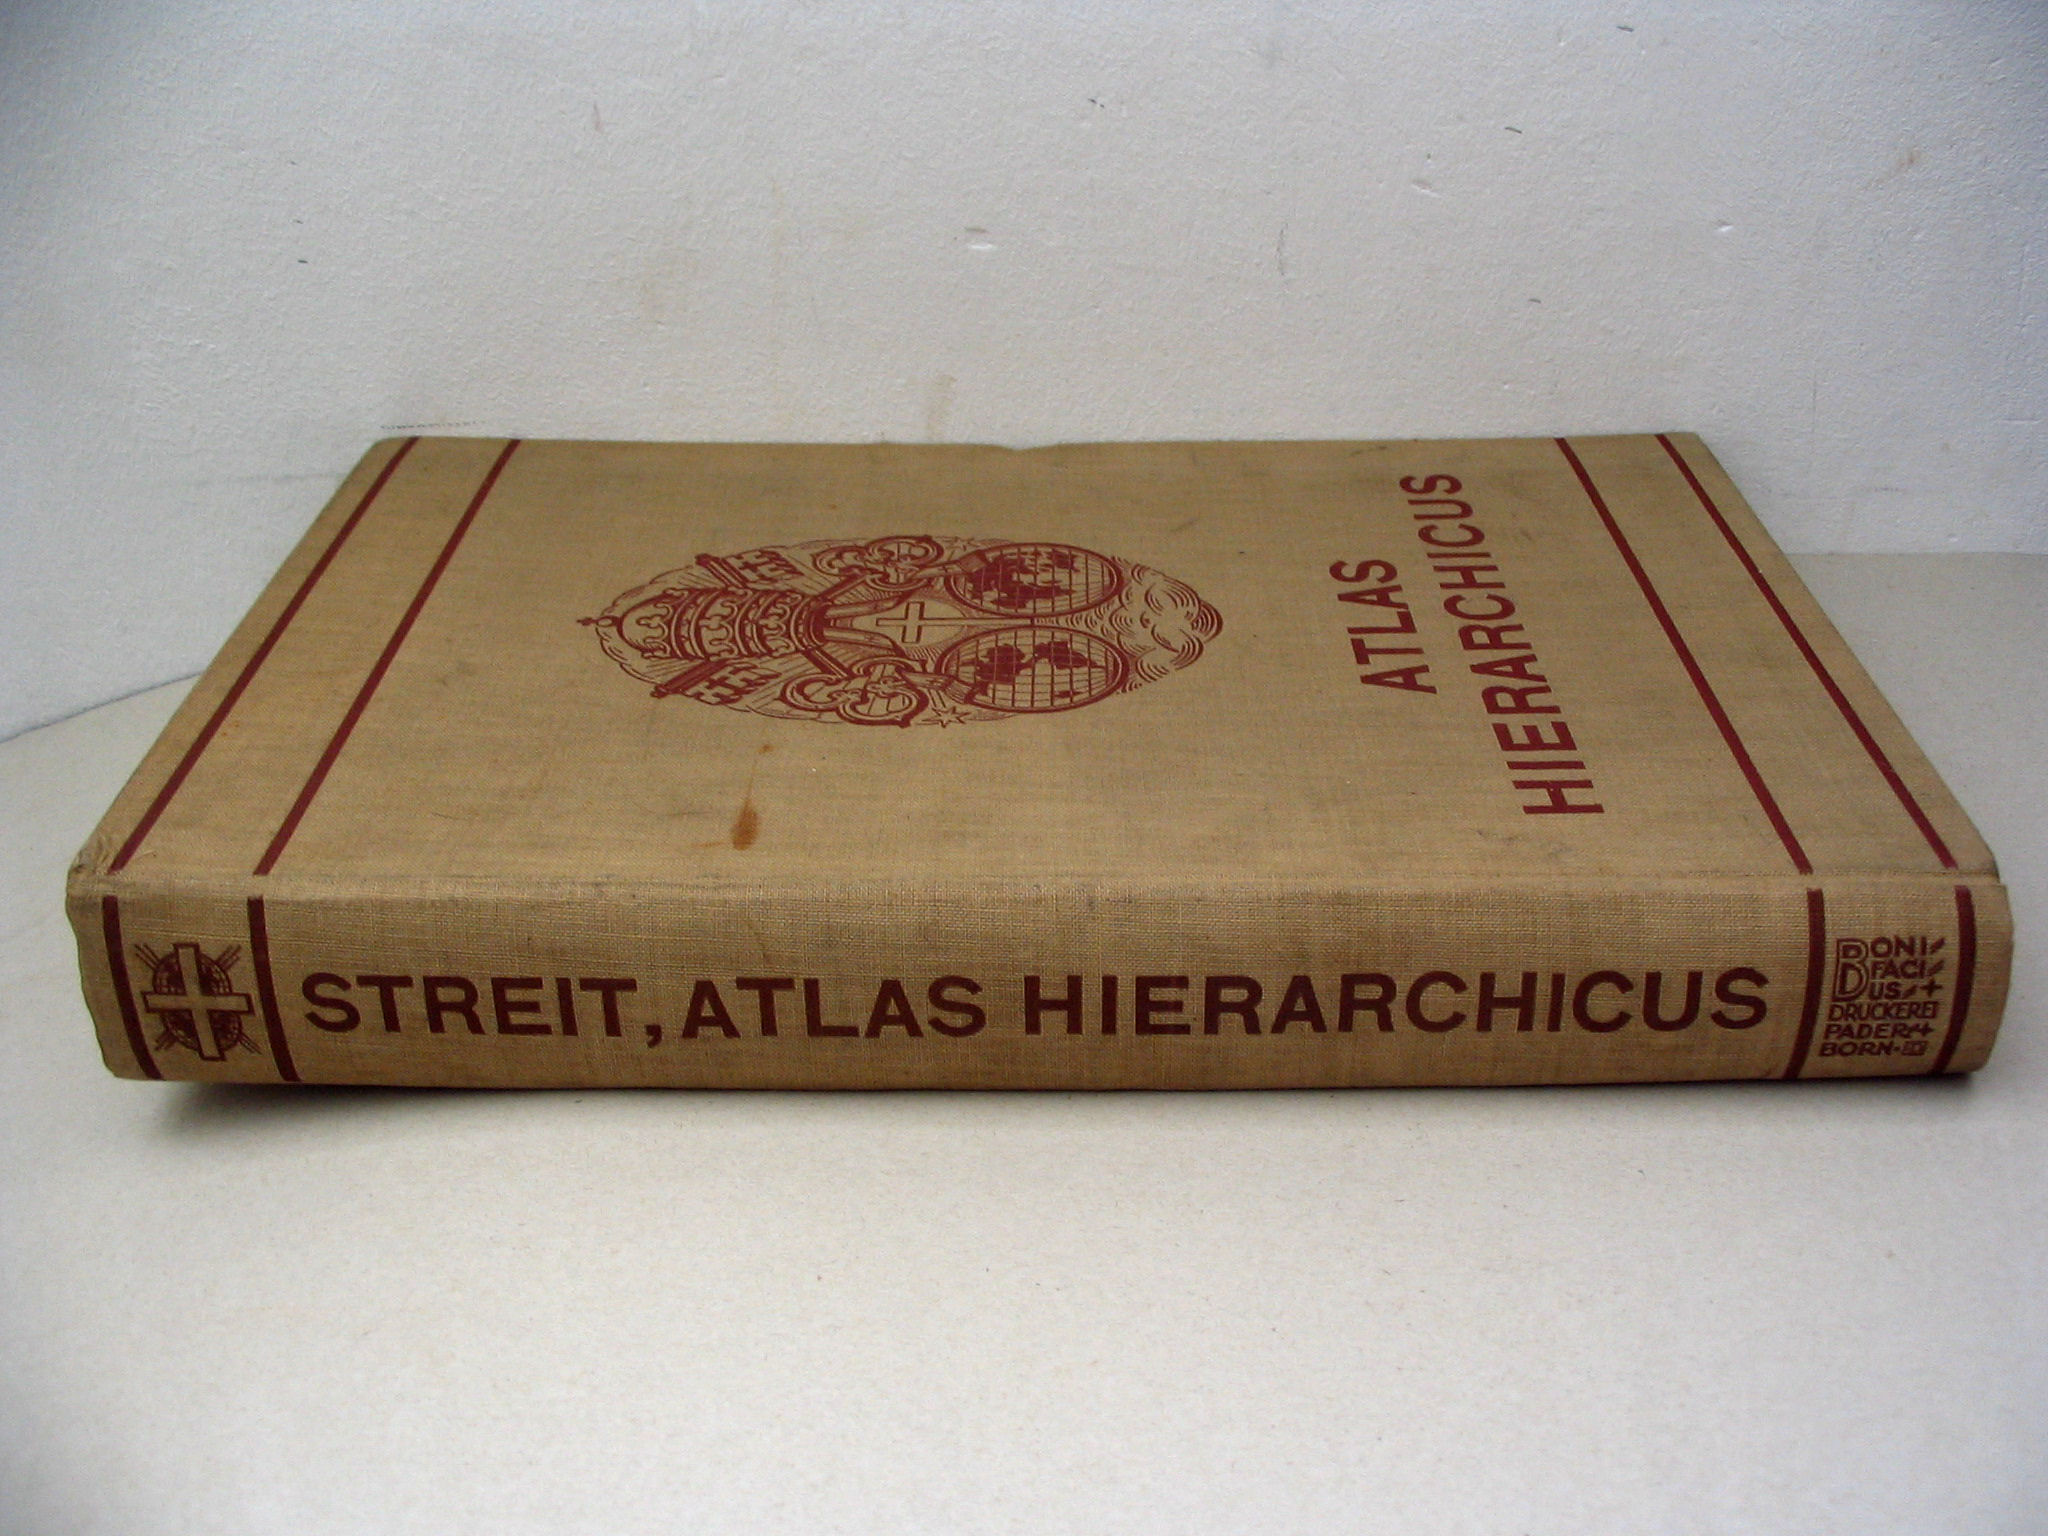 ATLAS
HIERARCHICUS
STREIT, ATLAS HIERARCHICUS
BONI=
FACI=
US=+
DRUCKEREI
PADER=+
BORN.